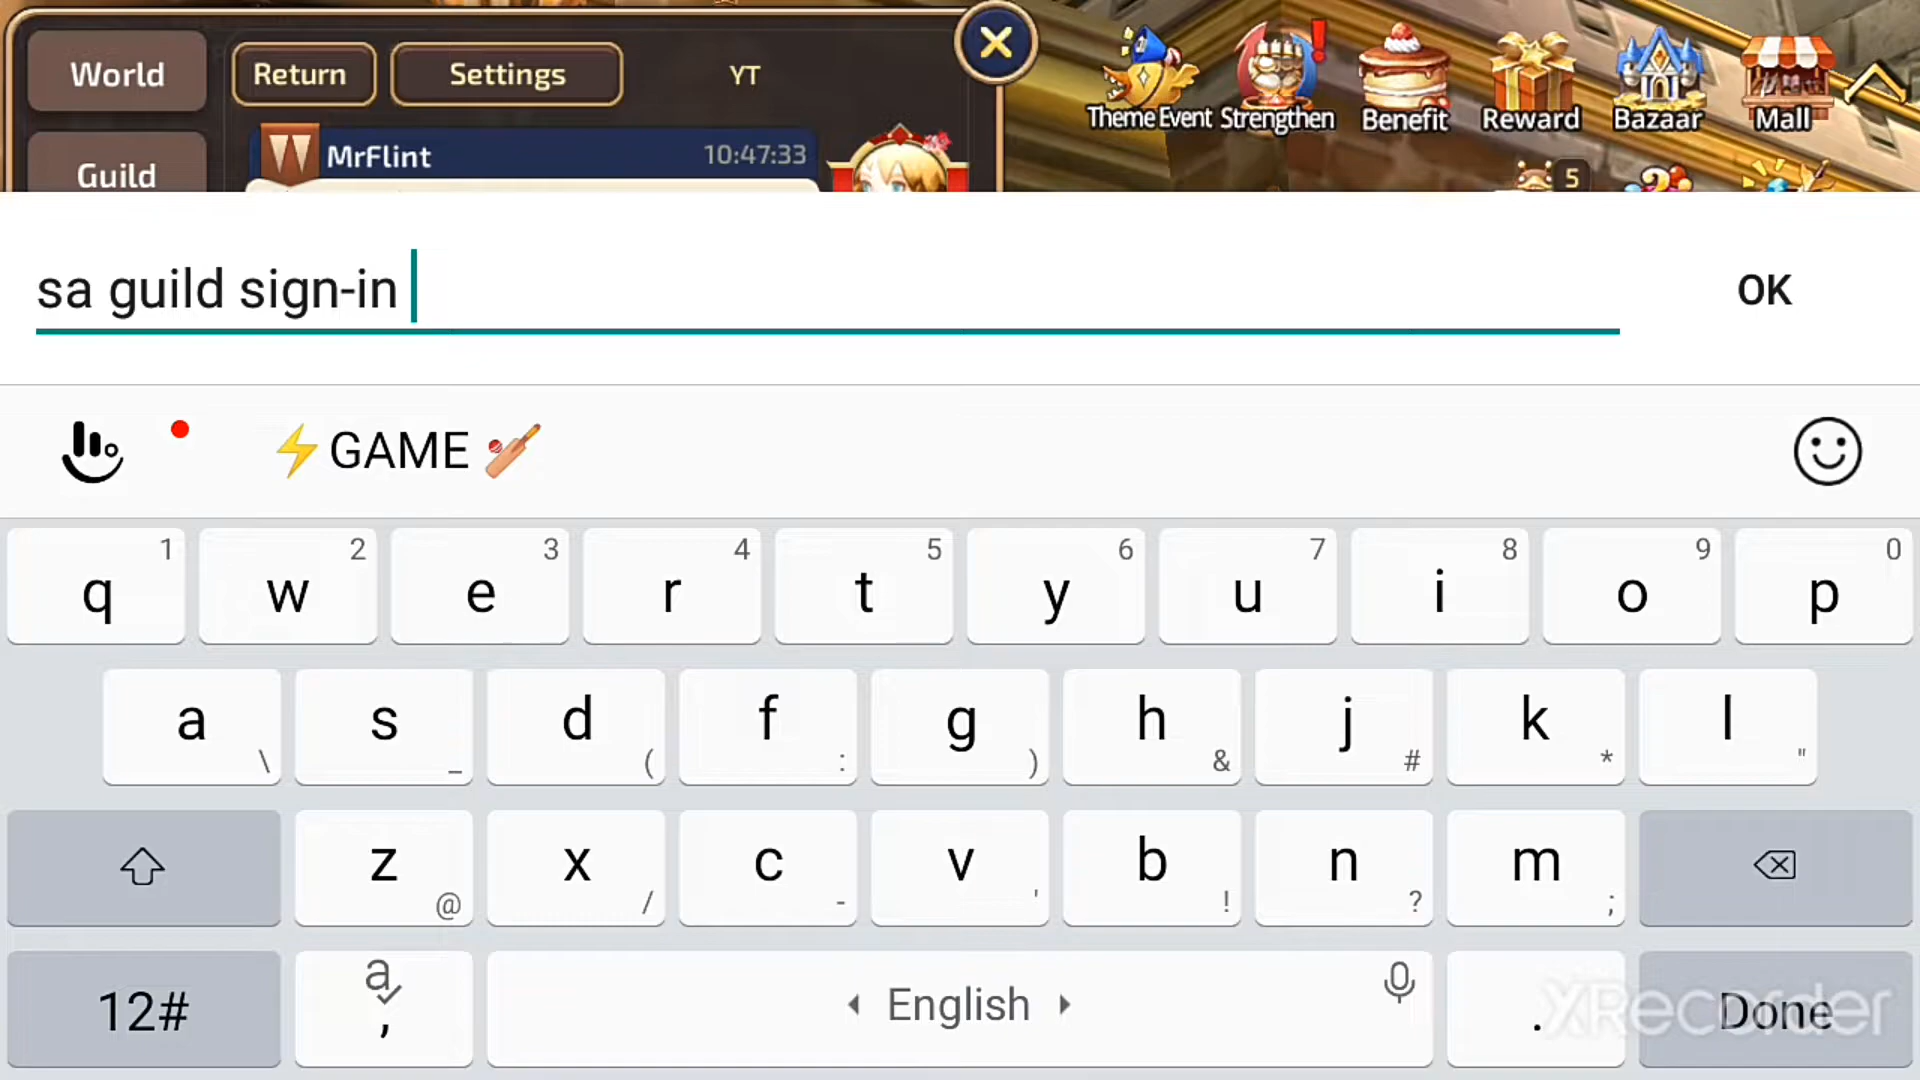 World
Return
Settings
YT
Theme Event
Strengthen
Benefit
Reward
Bazaar
Mall
Guild
MrFlint
10:47:33
5
sa guild sign-in
OK
⚡GAME🏏
1 2 3 4 5 6 7 8 9 0
q w e r t y u i o p
a s d f g h j k l
\ _ ( : ) & # * "
z x c v b n m
@ / - ' ! ? ;
12#
a
,
English
.
Done
XRecorder